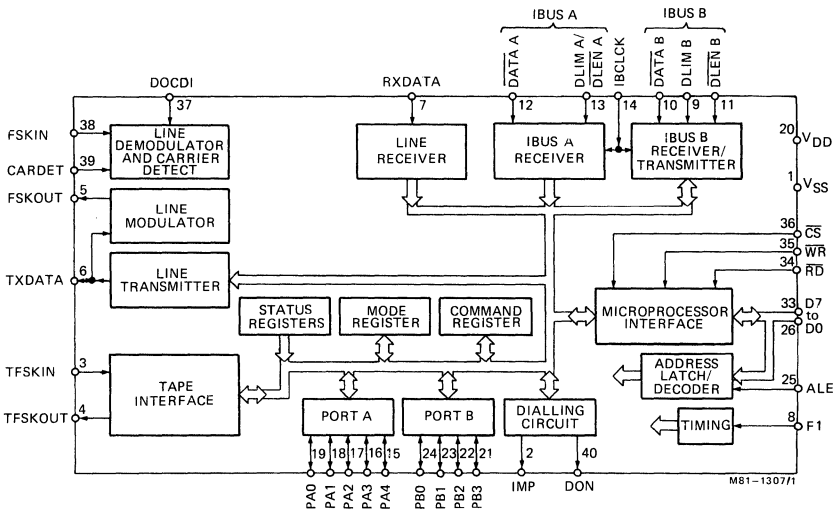 IBUS A
IBUS B
DATA A
DLIM A/
DLEN A
IBCLCK
DATA B
DLIM B
DLEN B
DOCDI
RXDATA
37
7
12
13
14
10
9
11
FSKIN
38
LINE
DEMODULATOR
AND CARRIER
DETECT
LINE
RECEIVER
IBUS A
RECEIVER
IBUS B
RECEIVER/
TRANSMITTER
20
VDD
CARDET
39
FSKOUT
5
1
VSS
LINE
MODULATOR
36
CS
35
WR
34
RD
TXDATA
6
LINE
TRANSMITTER
STATUS
REGISTERS
MODE
REGISTER
COMMAND
REGISTER
MICROPROCESSOR
INTERFACE
33
D7
to
26
D0
TFSKIN
3
TAPE
INTERFACE
ADDRESS
LATCH/
DECODER
25
ALE
TFSKOUT
4
PORT A
PORT B
DIALLING
CIRCUIT
TIMING
8
F1
19
18
17
16
15
24
23
22
21
2
40
PA0
PA1
PA2
PA3
PA4
PB0
PB1
PB2
PB3
IMP
DON
M81-1307/1